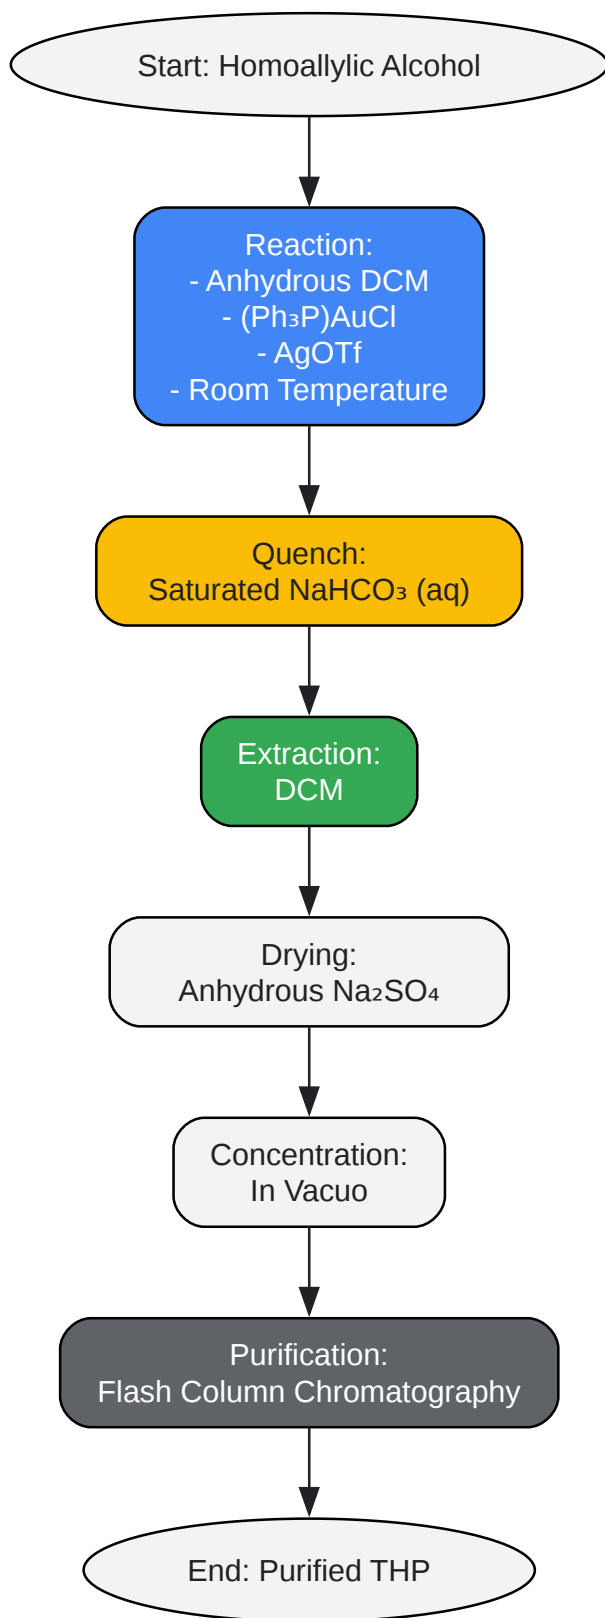 Start: Homoallylic Alcohol
Reaction:
- Anhydrous DCM
- (Ph₃P)AuCl
- AgOTf
- Room Temperature
Quench:
Saturated NaHCO₃ (aq)
Extraction:
DCM
Drying:
Anhydrous Na₂SO₄
Concentration:
In Vacuo
Purification:
Flash Column Chromatography
End: Purified THP